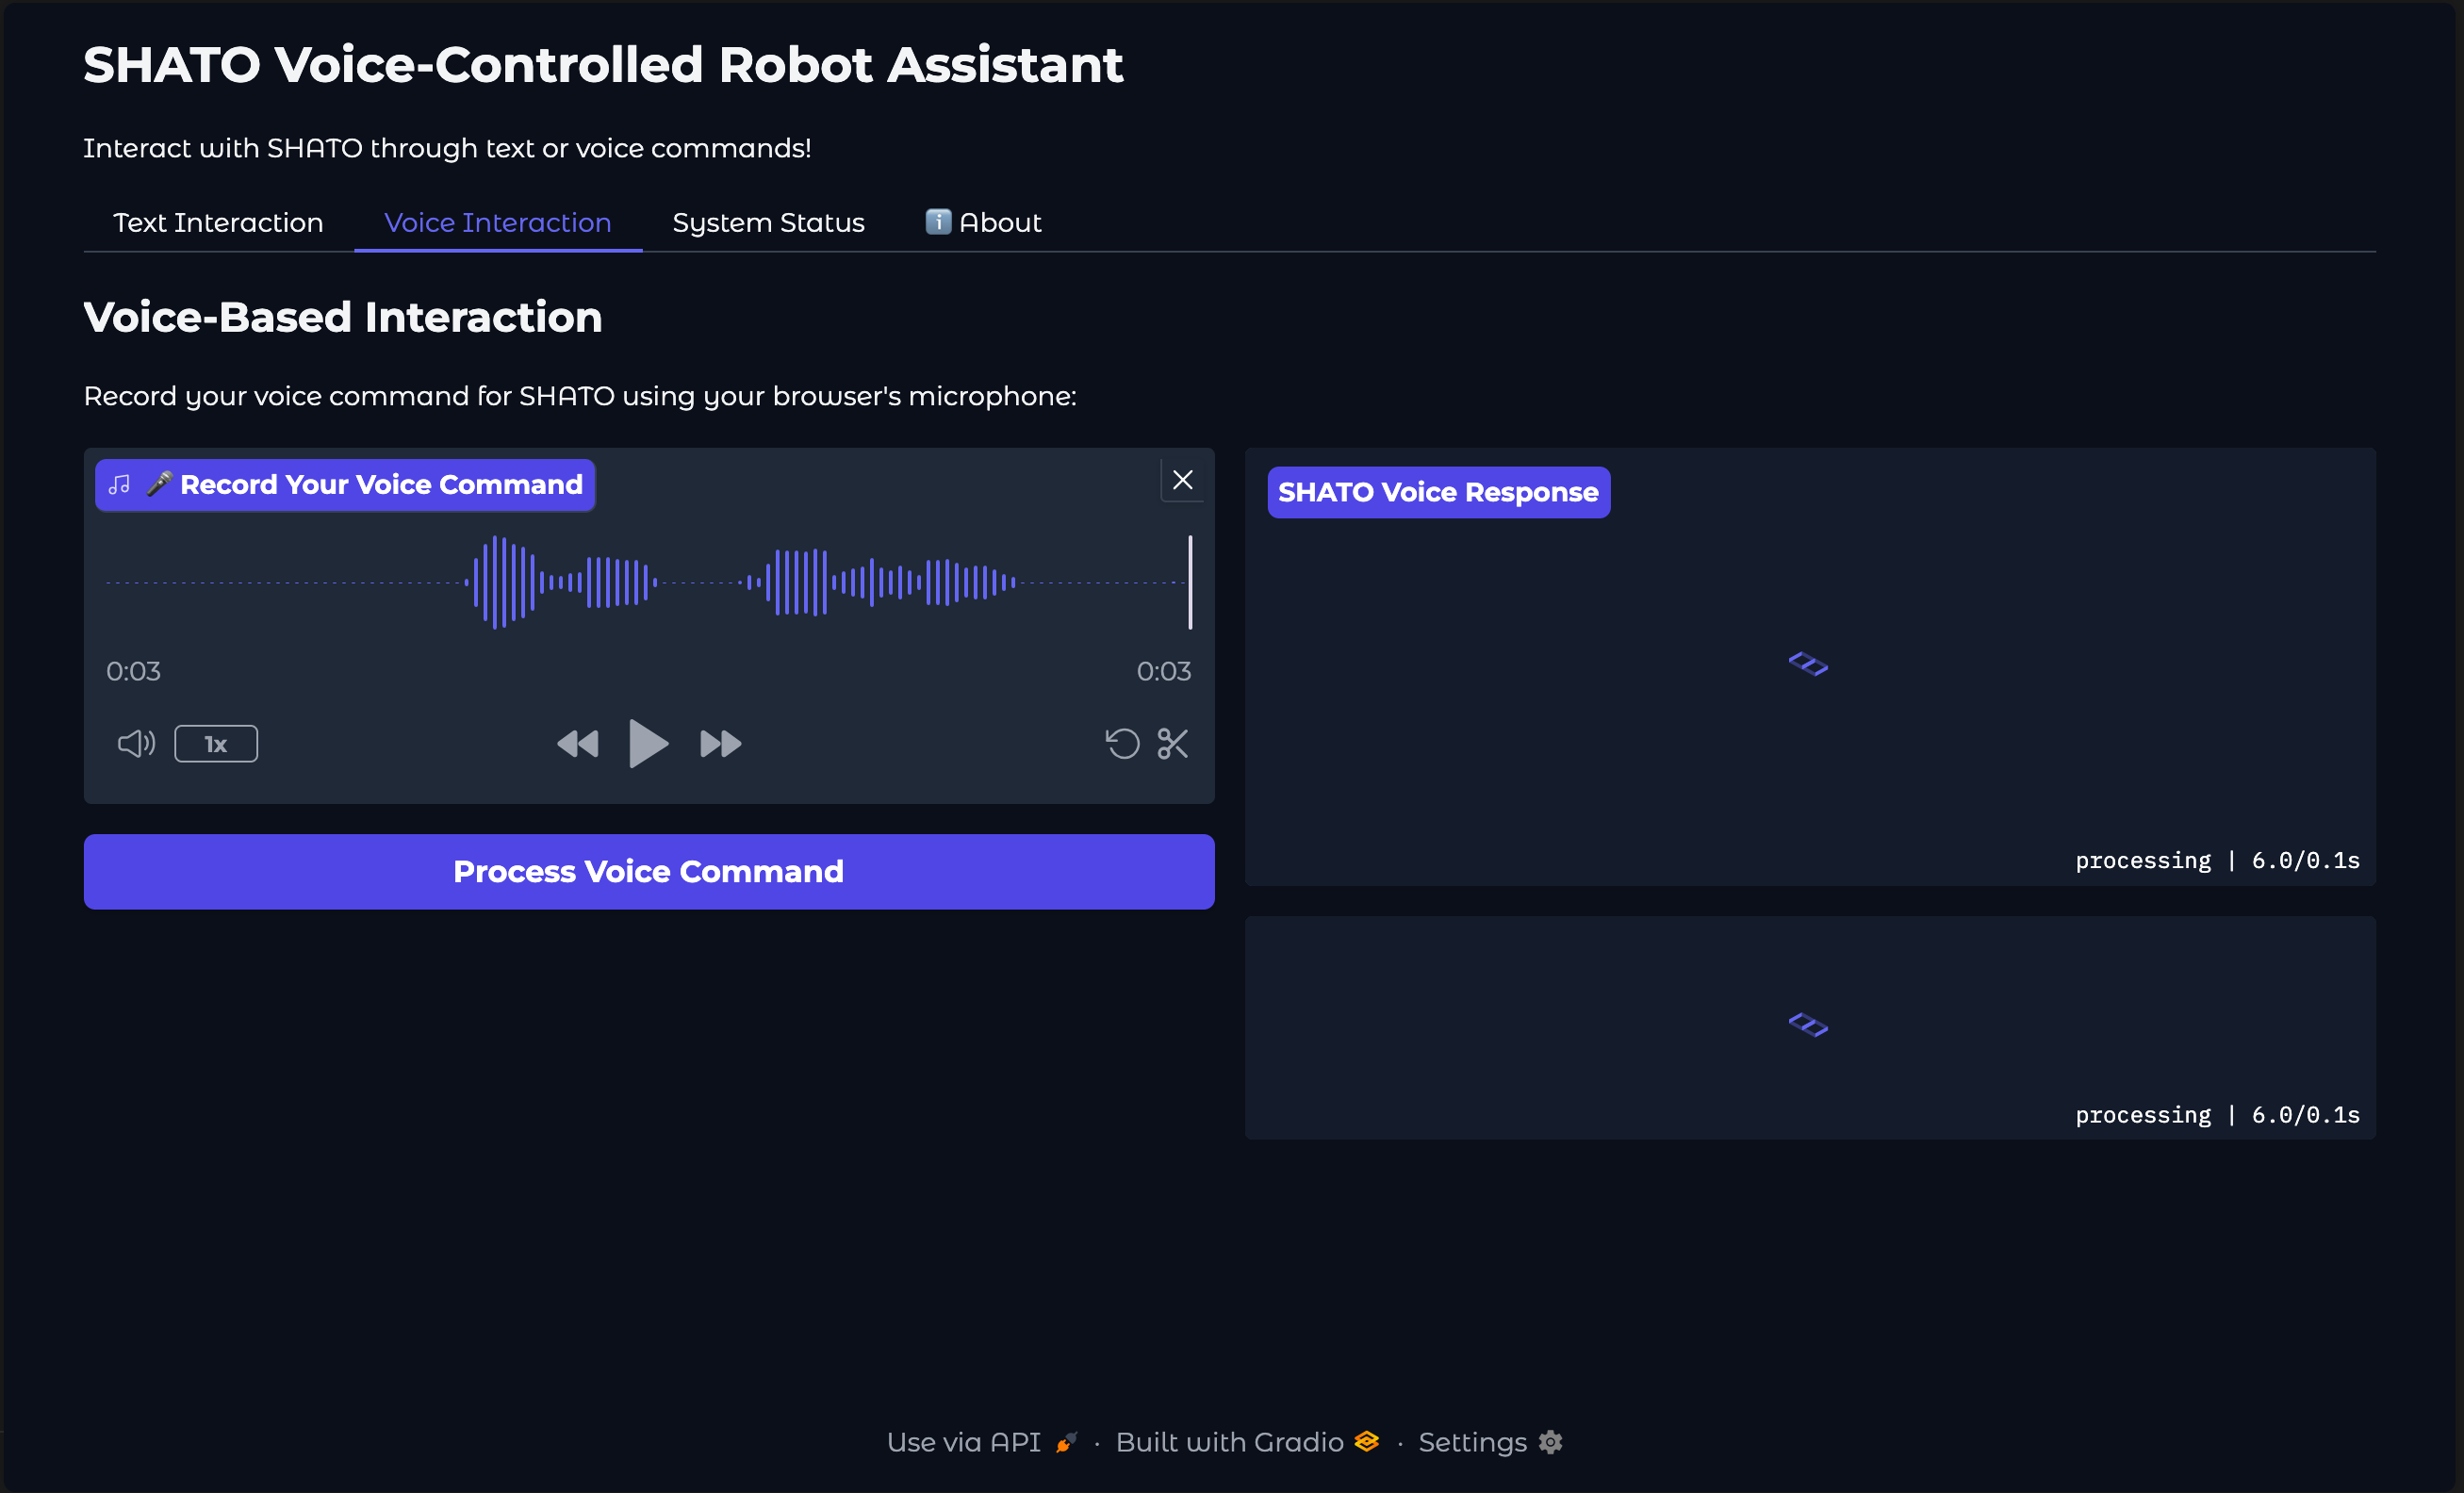 SHATO Voice-Controlled Robot Assistant
Interact with SHATO through text or voice commands!
Text Interaction Voice Interaction System Status ℹ️ About
Voice-Based Interaction
Record your voice command for SHATO using your browser's microphone:
🎤 Record Your Voice Command
SHATO Voice Response
0:03 0:03
1x
processing | 6.0/0.1s
Process Voice Command
processing | 6.0/0.1s
Use via API · Built with Gradio · Settings